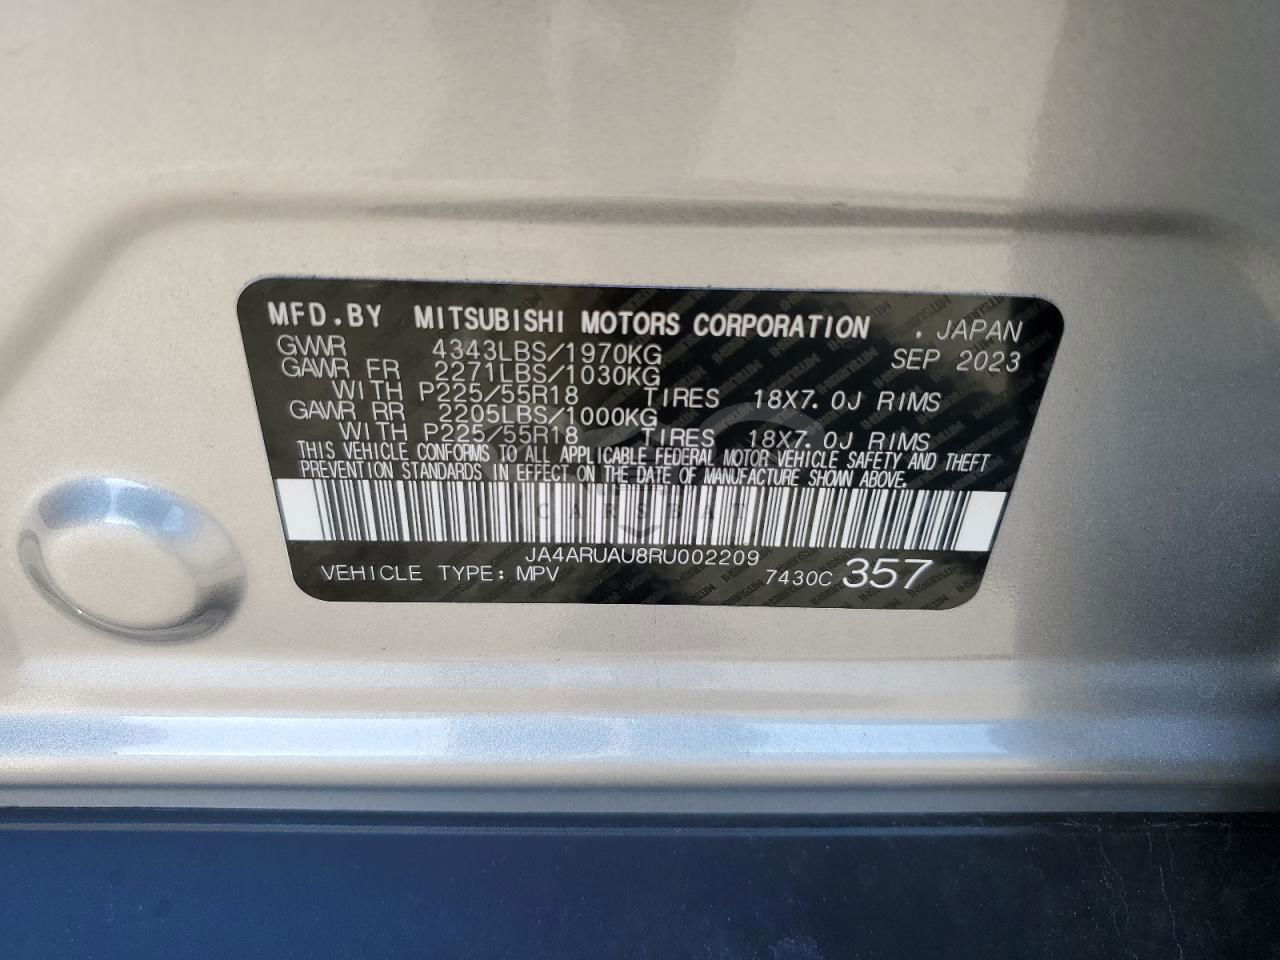 MFD.BY MITSUBISHI MOTORS CORPORATION . JAPAN
GVWR 4343LBS/1970KG SEP 2023
GAWR FR 2271LBS/1030KG
WITH P225/55R18 TIRES 18X7.0J RIMS
GAWR RR 2205LBS/1000KG
WITH P225/55R18 TIRES 18X7.0J RIMS
THIS VEHICLE CONFORMS TO ALL APPLICABLE FEDERAL MOTOR VEHICLE SAFETY AND THEFT
PREVENTION STANDARDS IN EFFECT ON THE DATE OF MANUFACTURE SHOWN ABOVE.
CARSBAT
JA4ARUAU8RU002209
VEHICLE TYPE: MPV 7430C 357